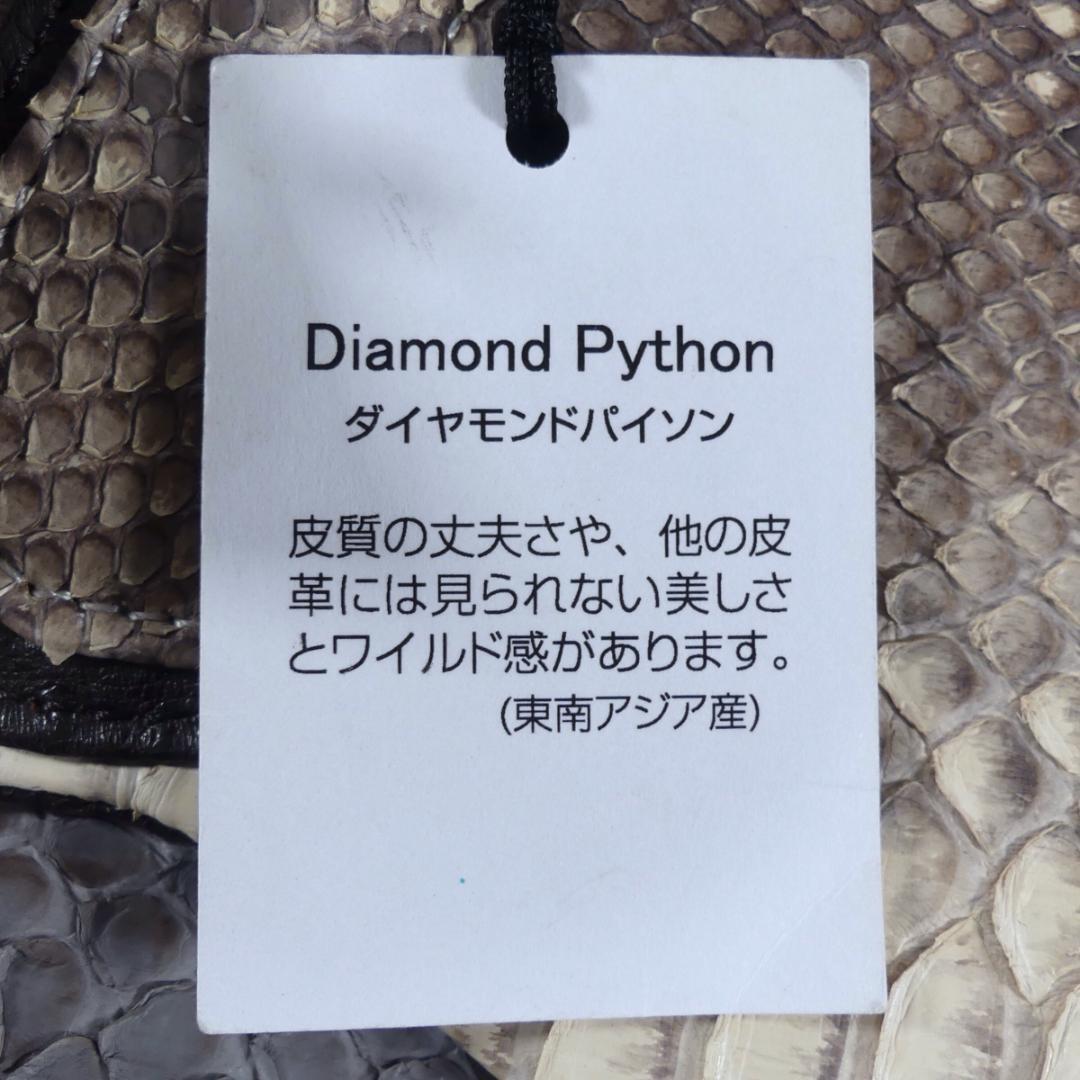 Diamond Python
ダイヤモンドパイソン
皮質の丈夫さや、他の皮
革には見られない美しさ
とワイルド感があります。
(東南アジア産)